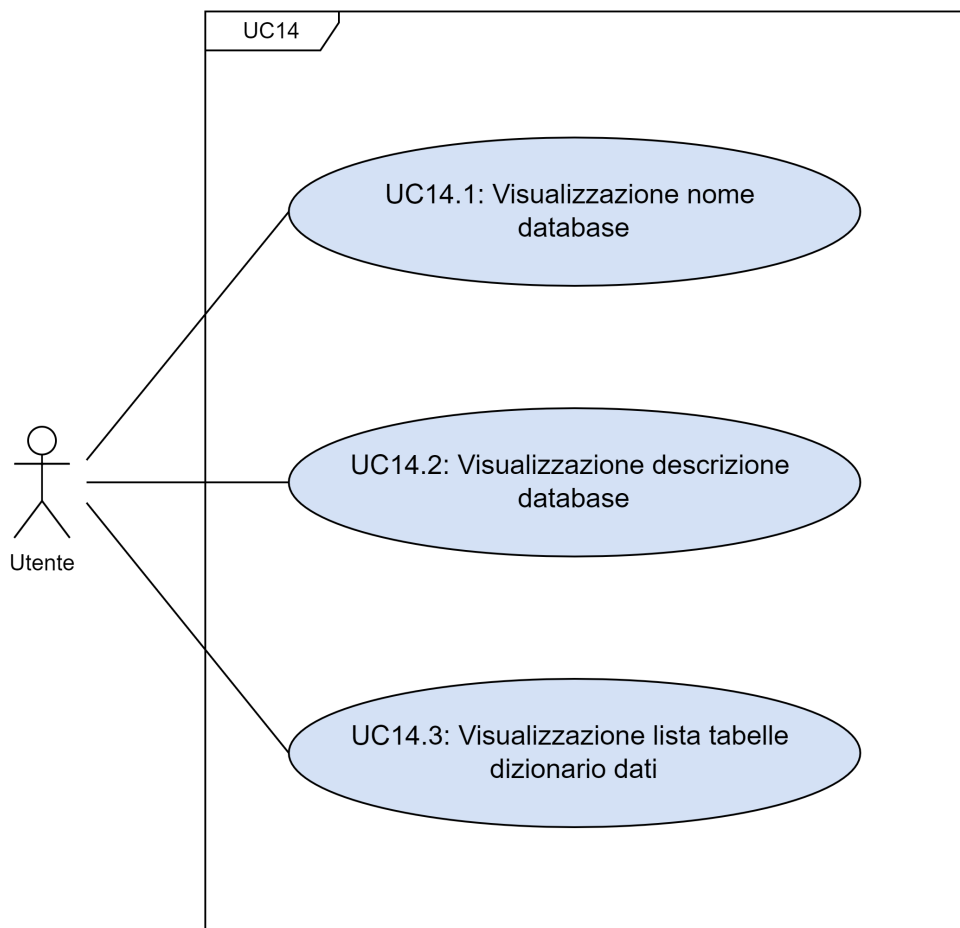 UC14
UC14.1: Visualizzazione nome
database
UC14.2: Visualizzazione descrizione
database
Utente
UC14.3: Visualizzazione lista tabelle
dizionario dati